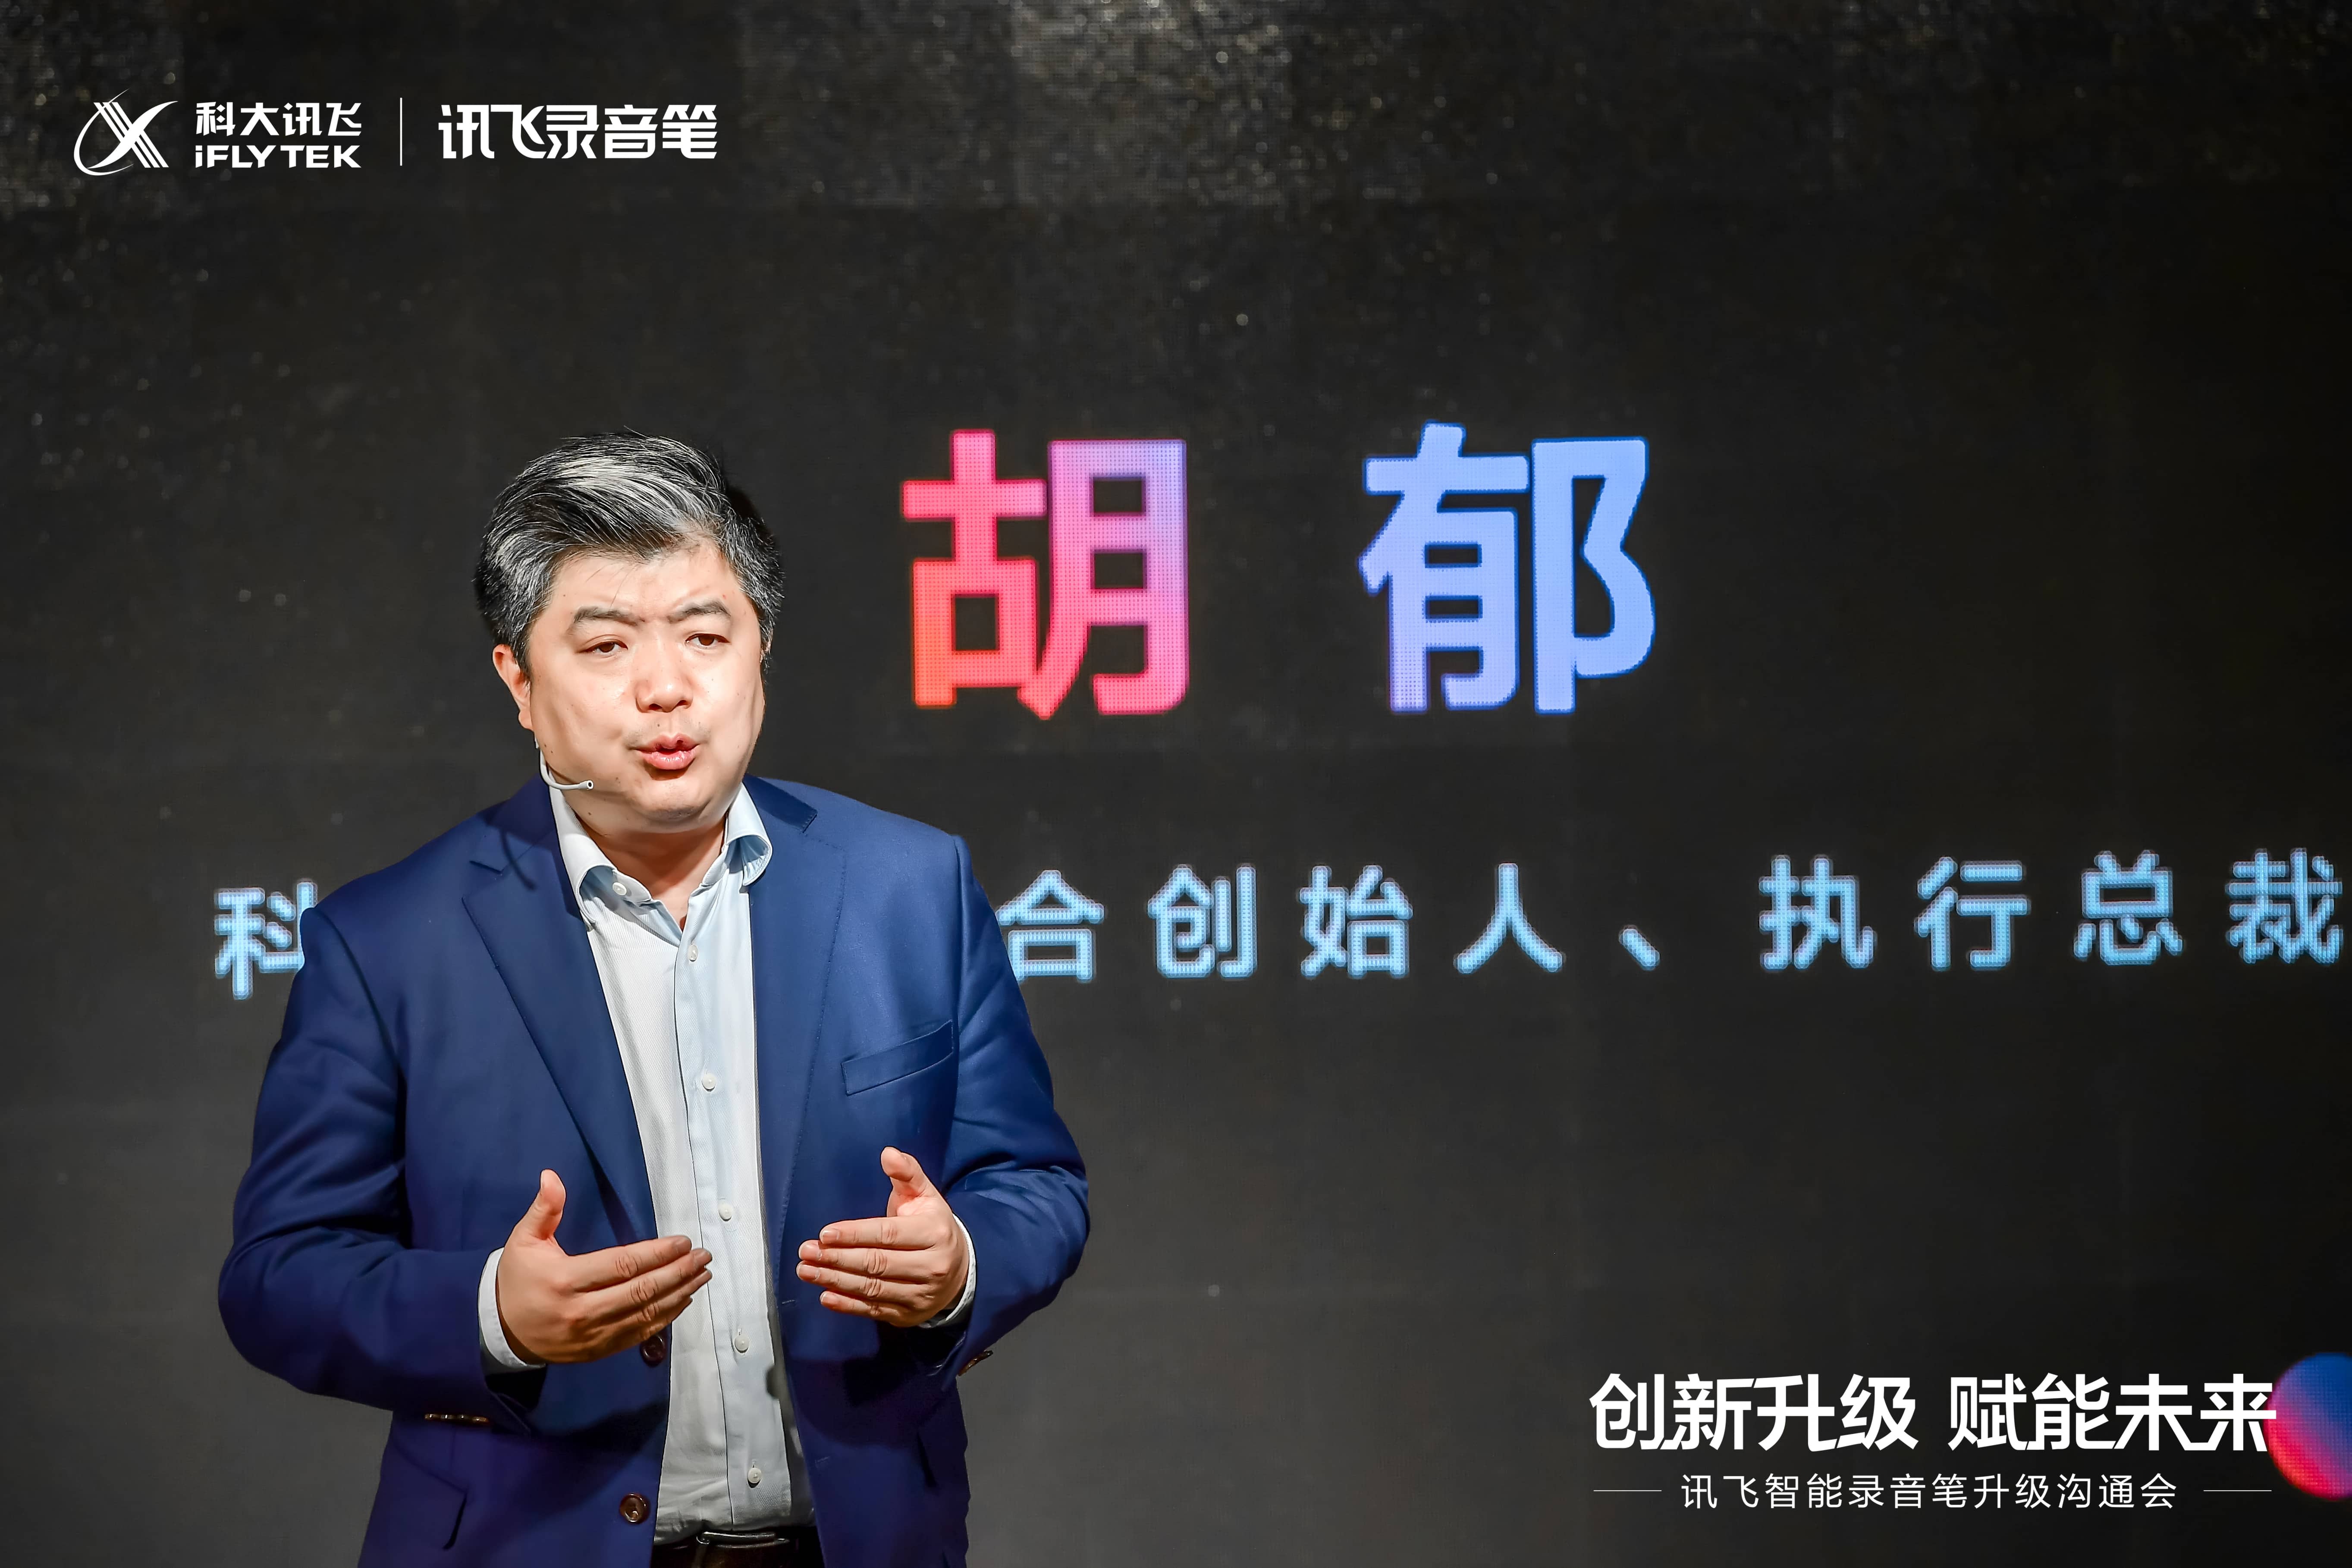 科大讯飞
iFLYTEK
讯飞录音笔
胡郁
科 合创始人、执行总裁
创新升级 赋能未来
讯飞智能录音笔升级沟通会